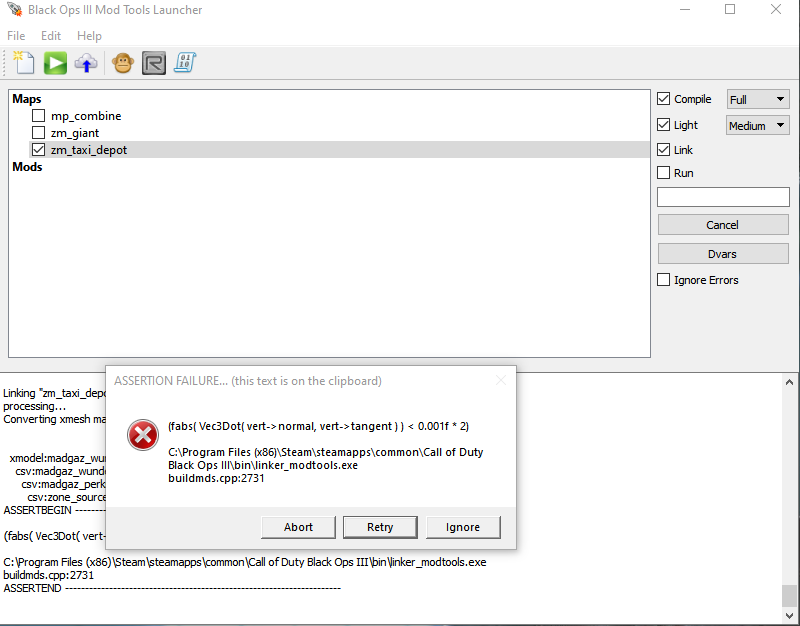 Black Ops III Mod Tools Launcher
File Edit Help
Maps
mp_combine
zm_giant
zm_taxi_depot
Mods
Compile Full
Light Medium
Link
Run
Cancel
Dvars
Ignore Errors
Linking "zm_taxi_depo
processing...
Converting xmesh ma
xmodel:madgaz_wun
csv:madgaz_wund
csv:madgaz_perk
csv:zone_source
ASSERTBEGIN ----------
(fabs( Vec3Dot( vert-
C:\Program Files (x86)\Steam\steamapps\common\Call of Duty Black Ops III\bin\linker_modtools.exe
buildmds.cpp:2731
ASSERTEND ---------------------------------------------------------------------
ASSERTION FAILURE... (this text is on the clipboard)
(fabs( Vec3Dot( vert->normal, vert->tangent ) ) < 0.001f * 2)
C:\Program Files (x86)\Steam\steamapps\common\Call of Duty
Black Ops III\bin\linker_modtools.exe
buildmds.cpp:2731
Abort Retry Ignore